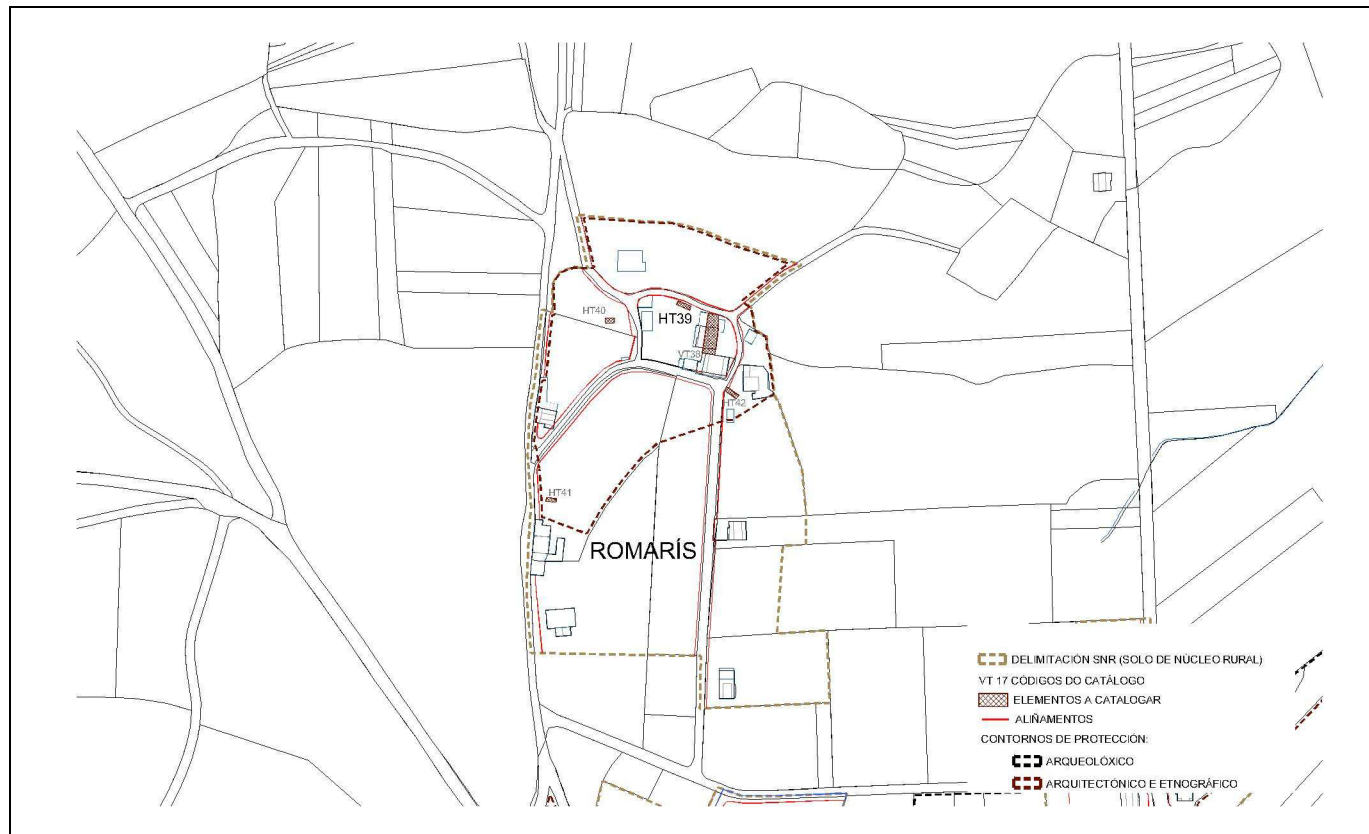 HT40
HT39
VT38
HT42
HT41
ROMARÍS
DELIMITACIÓN SNR (SOLO DE NÚCLEO RURAL)
VT 17 CÓDIGOS DO CATÁLOGO
ELEMENTOS A CATALOGAR
ALIÑAMENTOS
CONTORNOS DE PROTECCIÓN:
ARQUEOLÓXICO
ARQUITECTÓNICO E ETNOGRÁFICO